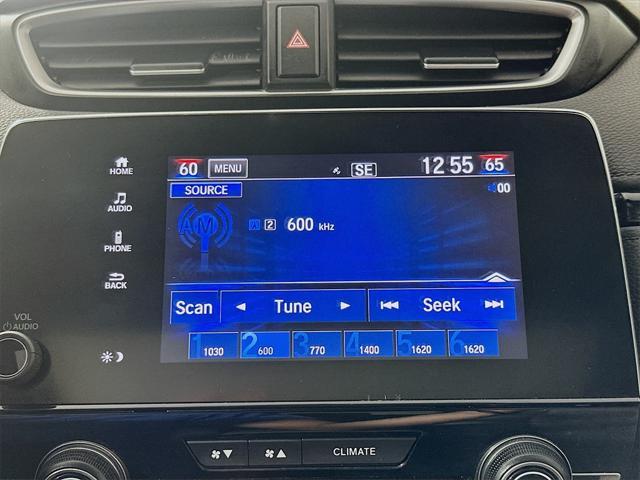 60 MENU SE 12 55 65
HOME
SOURCE
00
AUDIO
AM
2 600 kHz
PHONE
BACK
Scan Tune Seek
VOL
AUDIO
1 1030 2 600 3 770 4 1400 5 1620 6 1620
CLIMATE